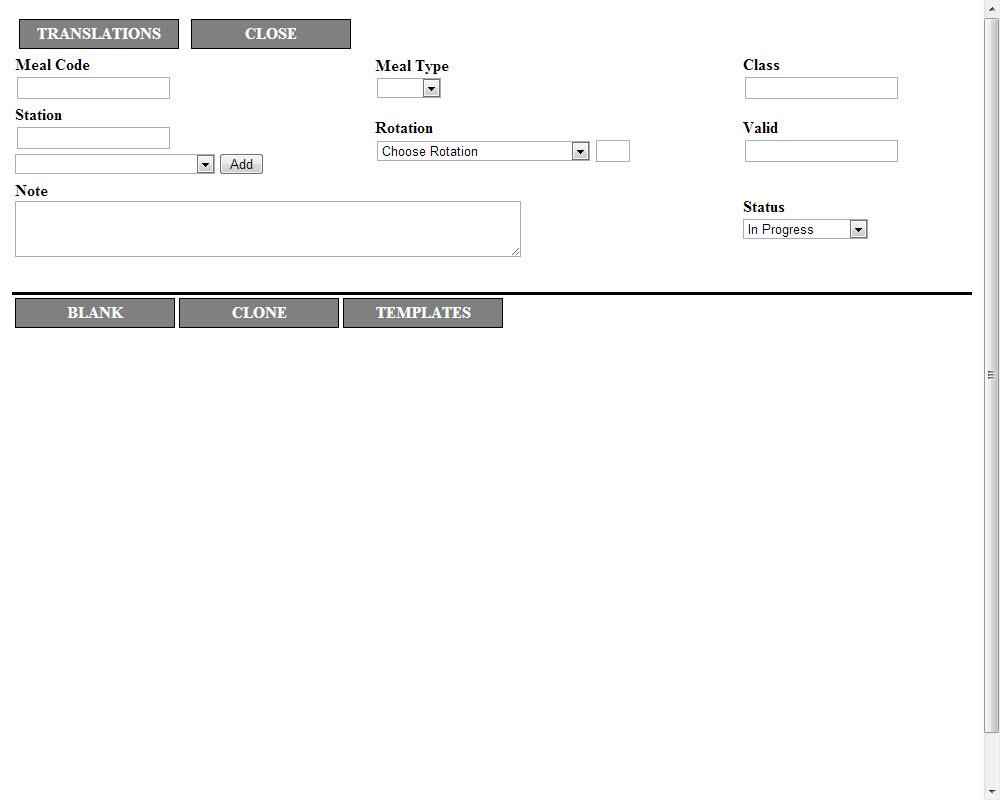 TRANSLATIONS CLOSE
Meal Code Meal Type Class
Station
Rotation Valid
Choose Rotation
Add
Note
Status
In Progress
BLANK CLONE TEMPLATES